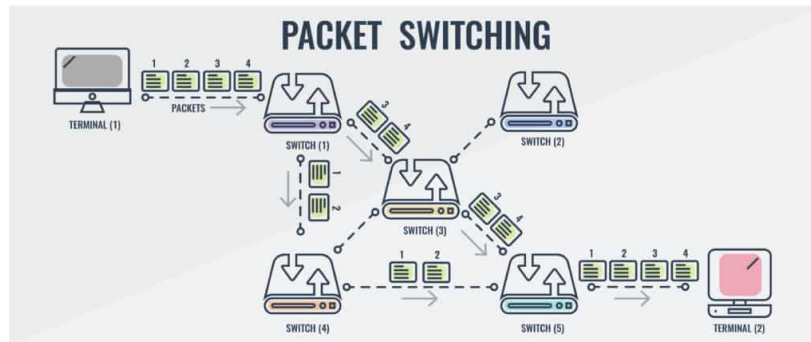 PACKET SWITCHING
1 2 3 4
PACKETS
TERMINAL (1)
SWITCH (1)
3 4
SWITCH (2)
1
2
SWITCH (3)
3 4
1 2
SWITCH (4)
SWITCH (5)
1 2 3 4
TERMINAL (2)